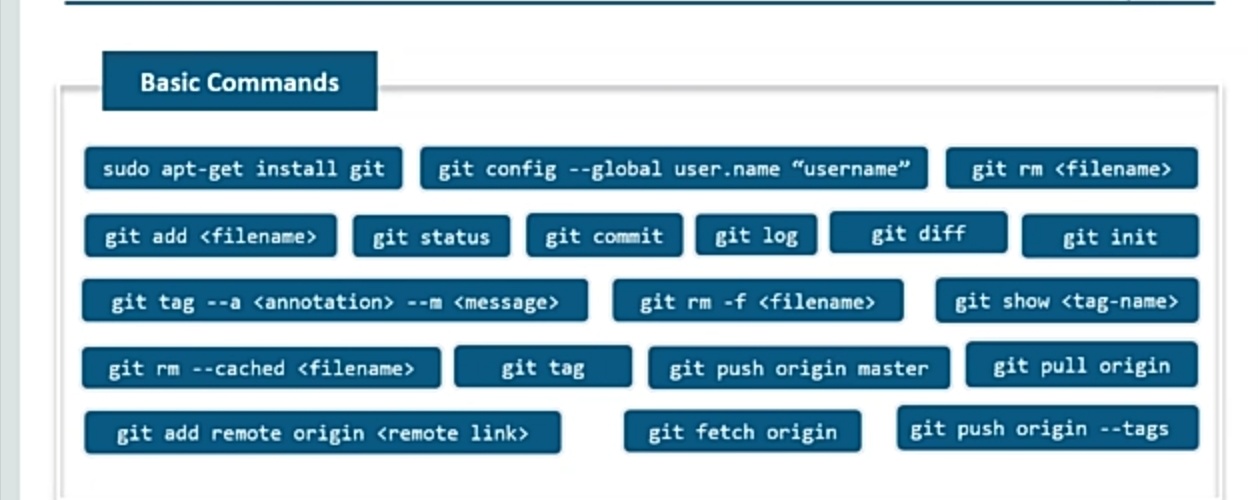 Basic Commands
sudo apt-get install git
git config --global user.name “username”
git rm <filename>
git add <filename>
git status
git commit
git log
git diff
git init
git tag --a <annotation> --m <message>
git rm -f <filename>
git show <tag-name>
git rm --cached <filename>
git tag
git push origin master
git pull origin
git add remote origin <remote link>
git fetch origin
git push origin --tags